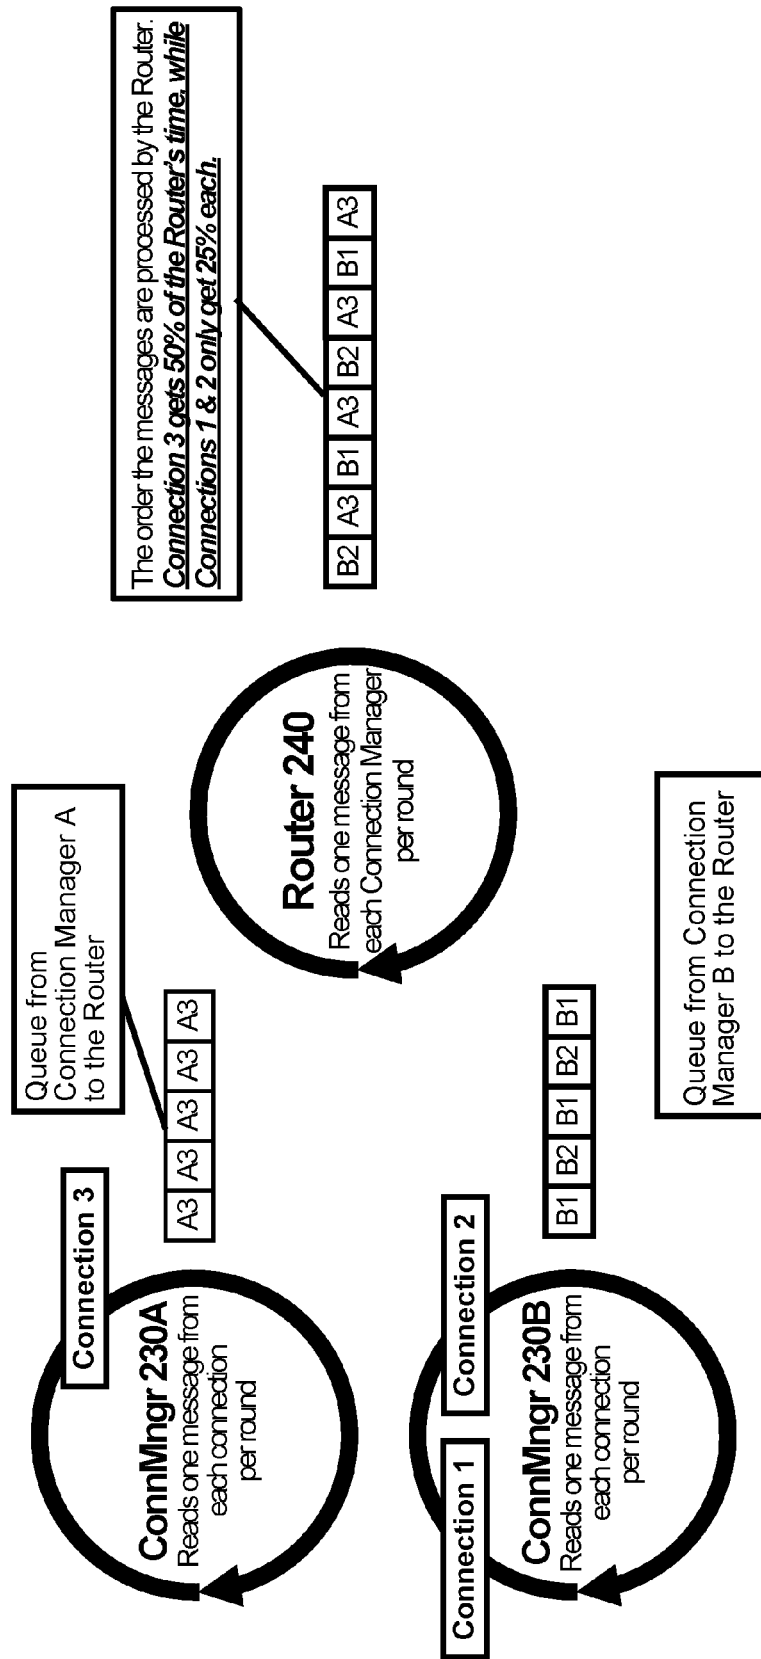 Connection 3
ConnMngr 230A
Reads one message from
each connection
per round
Queue from
Connection Manager A
to the Router
A3 A3 A3 A3 A3
Connection 1
Connection 2
ConnMngr 230B
Reads one message from
each connection
per round
B1 B2 B1 B2 B1
Queue from Connection
Manager B to the Router
Router 240
Reads one message from
each Connection Manager
per round
The order the messages are processed by the Router.
Connection 3 gets 50% of the Router's time, while
Connections 1 & 2 only get 25% each.
B2 A3 B1 A3 B2 A3 B1 A3